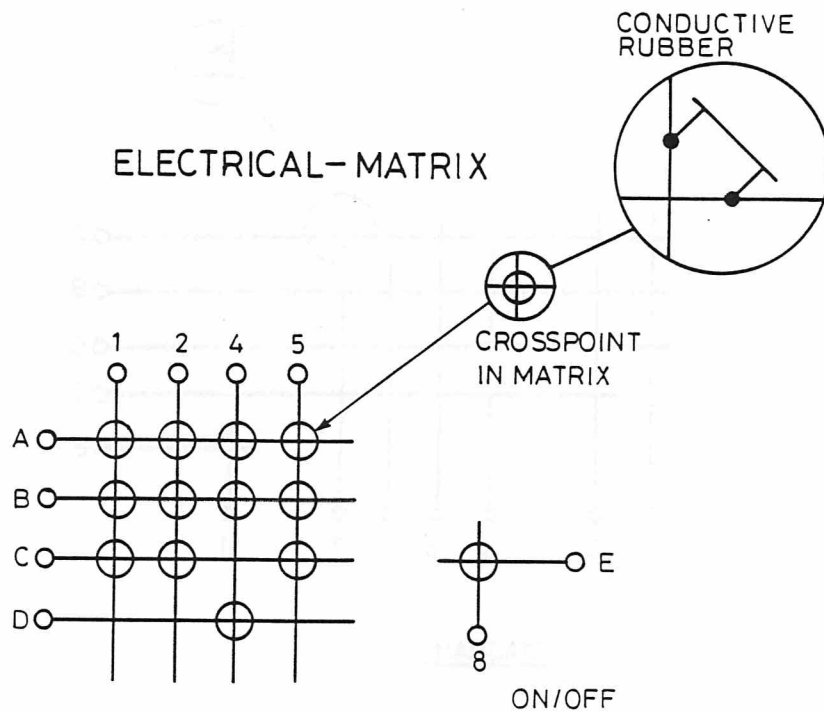 CONDUCTIVE
RUBBER
ELECTRICAL-MATRIX
CROSSPOINT
IN MATRIX
1 2 4 5
A
B
C
D
E
8
ON/OFF